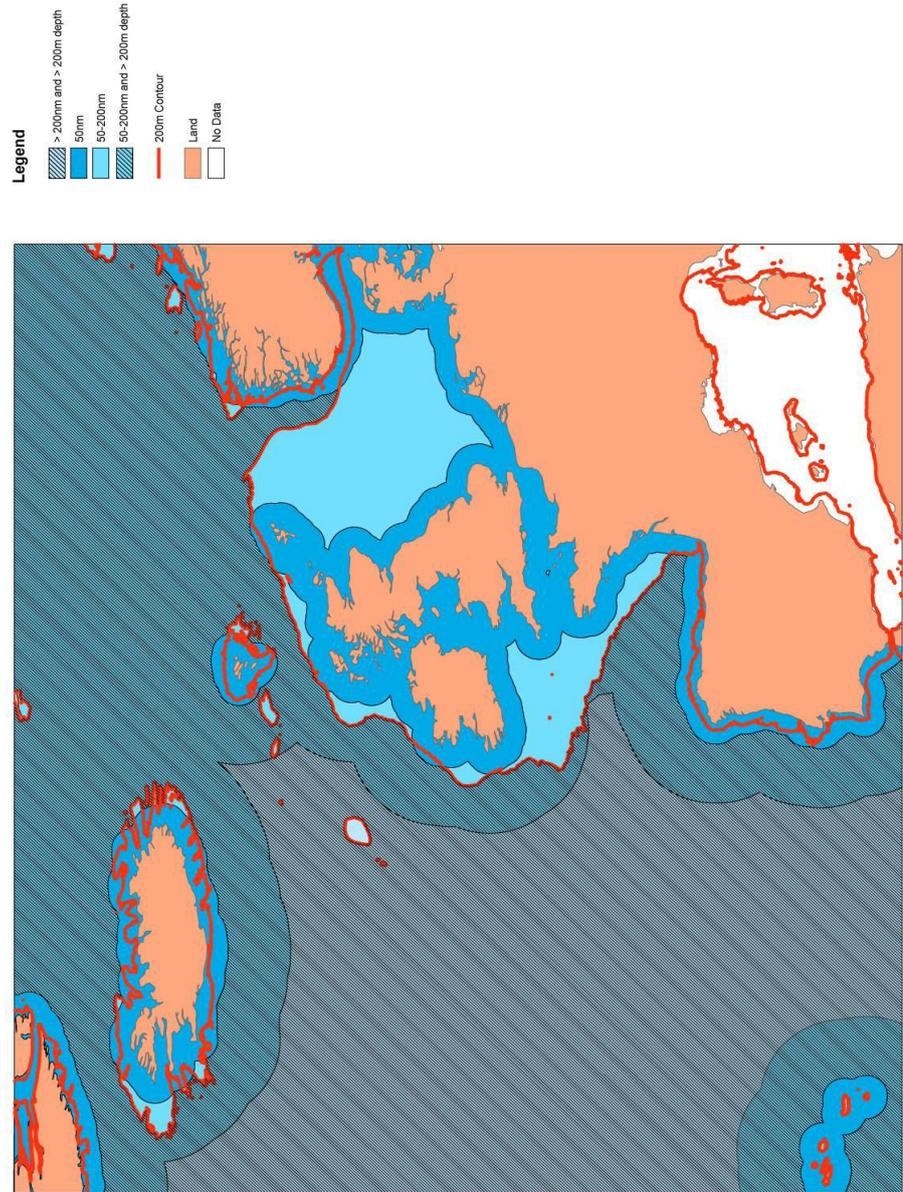 Legend
> 200nm and > 200m depth
50nm
50-200nm
50-200nm and > 200m depth
200m Contour
Land
No Data